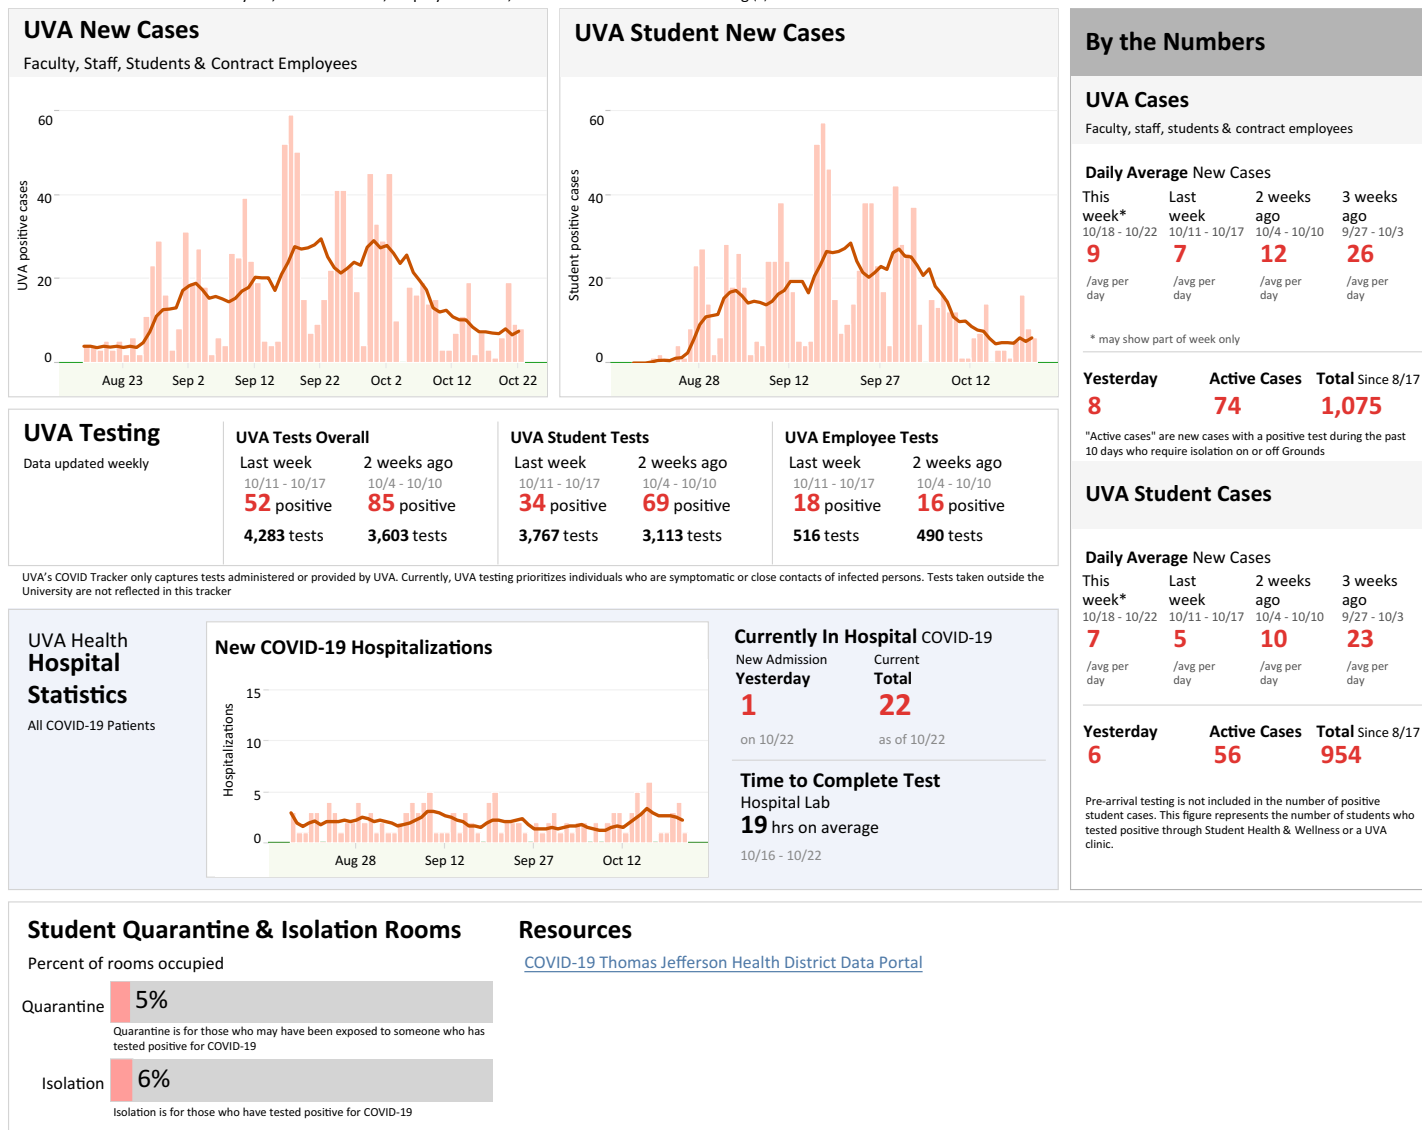 UVA New Cases
Faculty, Staff, Students & Contract Employees
UVA positive cases
60
40
20
0
Aug 23 Sep 2 Sep 12 Sep 22 Oct 2 Oct 12 Oct 22
UVA Student New Cases
Student positive cases
60
40
20
0
Aug 28 Sep 12 Sep 27 Oct 12
By the Numbers
UVA Cases
Faculty, staff, students & contract employees
Daily Average New Cases
This Last 2 weeks 3 weeks
week* week ago ago
10/18 - 10/22 10/11 - 10/17 10/4 - 10/10 9/27 - 10/3
9 7 12 26
/avg per /avg per /avg per /avg per
day day day day
* may show part of week only
Yesterday Active Cases Total Since 8/17
8 74 1,075
"Active cases" are new cases with a positive test during the past
10 days who require isolation on or off Grounds
UVA Student Cases
Daily Average New Cases
This Last 2 weeks 3 weeks
week* week ago ago
10/18 - 10/22 10/11 - 10/17 10/4 - 10/10 9/27 - 10/3
7 5 10 23
/avg per /avg per /avg per /avg per
day day day day
Yesterday Active Cases Total Since 8/17
6 56 954
Pre-arrival testing is not included in the number of positive
student cases. This figure represents the number of students who
tested positive through Student Health & Wellness or a UVA
clinic.
UVA Testing
Data updated weekly
UVA Tests Overall
Last week 2 weeks ago
10/11 - 10/17 10/4 - 10/10
52 positive 85 positive
4,283 tests 3,603 tests
UVA Student Tests
Last week 2 weeks ago
10/11 - 10/17 10/4 - 10/10
34 positive 69 positive
3,767 tests 3,113 tests
UVA Employee Tests
Last week 2 weeks ago
10/11 - 10/17 10/4 - 10/10
18 positive 16 positive
516 tests 490 tests
UVA's COVID Tracker only captures tests administered or provided by UVA. Currently, UVA testing prioritizes individuals who are symptomatic or close contacts of infected persons. Tests taken outside the
University are not reflected in this tracker
UVA Health
Hospital
Statistics
All COVID-19 Patients
New COVID-19 Hospitalizations
Hospitalizations
15
10
5
0
Aug 28 Sep 12 Sep 27 Oct 12
Currently In Hospital COVID-19
New Admission Current
Yesterday Total
1 22
on 10/22 as of 10/22
Time to Complete Test
Hospital Lab
19 hrs on average
10/16 - 10/22
Student Quarantine & Isolation Rooms
Percent of rooms occupied
Quarantine 5%
Quarantine is for those who may have been exposed to someone who has
tested positive for COVID-19
Isolation 6%
Isolation is for those who have tested positive for COVID-19
Resources
COVID-19 Thomas Jefferson Health District Data Portal